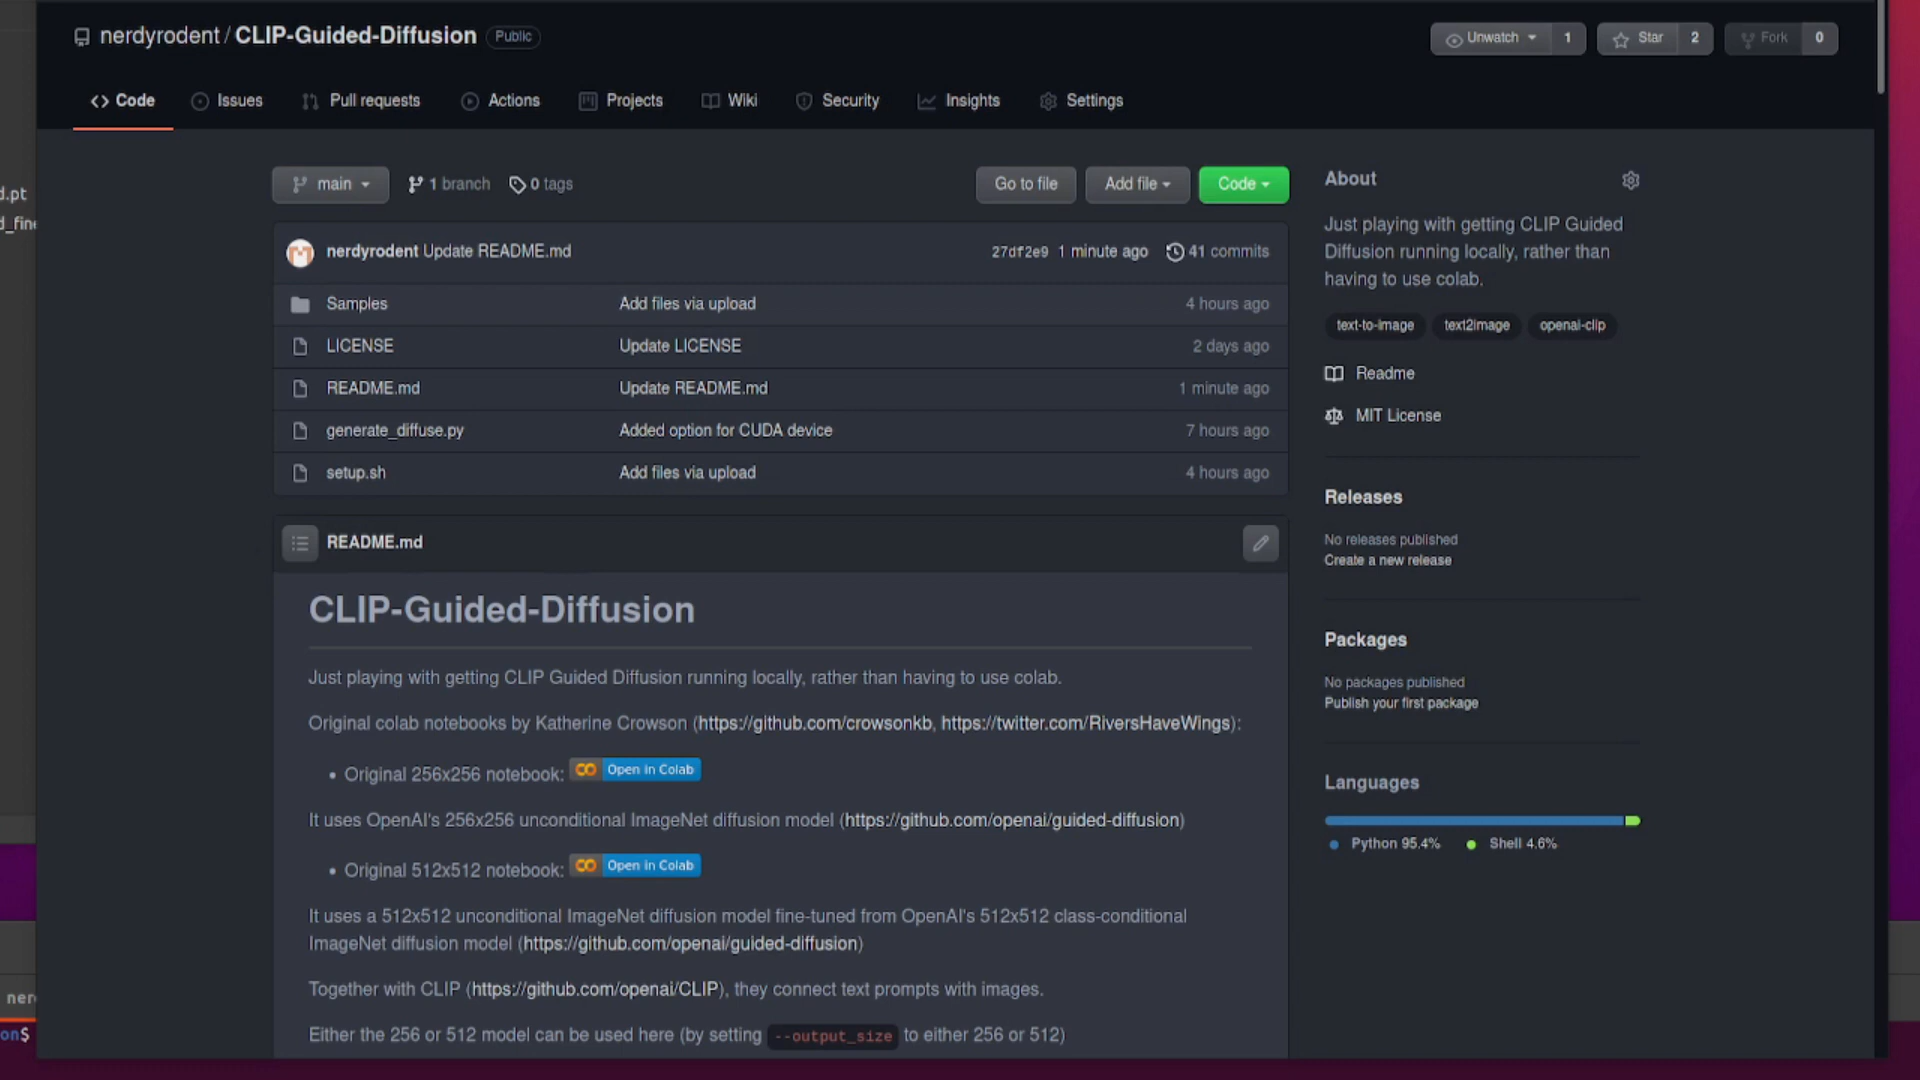 nerdyrodent / CLIP-Guided-Diffusion Public
Unwatch 1 Star 2 Fork 0
Code Issues Pull requests Actions Projects Wiki Security Insights Settings
main 1 branch 0 tags Go to file Add file Code
nerdyrodent Update README.md 27df2e9 1 minute ago 41 commits
Samples Add files via upload 4 hours ago
LICENSE Update LICENSE 2 days ago
README.md Update README.md 1 minute ago
generate_diffuse.py Added option for CUDA device 7 hours ago
setup.sh Add files via upload 4 hours ago
README.md
CLIP-Guided-Diffusion
Just playing with getting CLIP Guided Diffusion running locally, rather than having to use colab.
Original colab notebooks by Katherine Crowson (https://github.com/crowsonkb, https://twitter.com/RiversHaveWings):
• Original 256x256 notebook: Open in Colab
It uses OpenAI's 256x256 unconditional ImageNet diffusion model (https://github.com/openai/guided-diffusion)
• Original 512x512 notebook: Open in Colab
It uses a 512x512 unconditional ImageNet diffusion model fine-tuned from OpenAI's 512x512 class-conditional
ImageNet diffusion model (https://github.com/openai/guided-diffusion)
Together with CLIP (https://github.com/openai/CLIP), they connect text prompts with images.
Either the 256 or 512 model can be used here (by setting --output_size to either 256 or 512)
About
Just playing with getting CLIP Guided
Diffusion running locally, rather than
having to use colab.
text-to-image text2image openai-clip
Readme
MIT License
Releases
No releases published
Create a new release
Packages
No packages published
Publish your first package
Languages
Python 95.4% Shell 4.6%
d.pt
d_fine
ner
on$